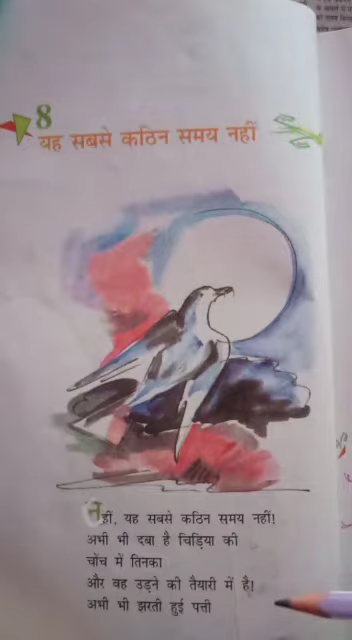 8
यह सबसे कठिन समय नहीं
नहीं, यह सबसे कठिन समय नहीं!
अभी भी दबा है चिड़िया की
चोंच में तिनका
और वह उड़ने की तैयारी में है!
अभी भी झरती हुई पत्ती